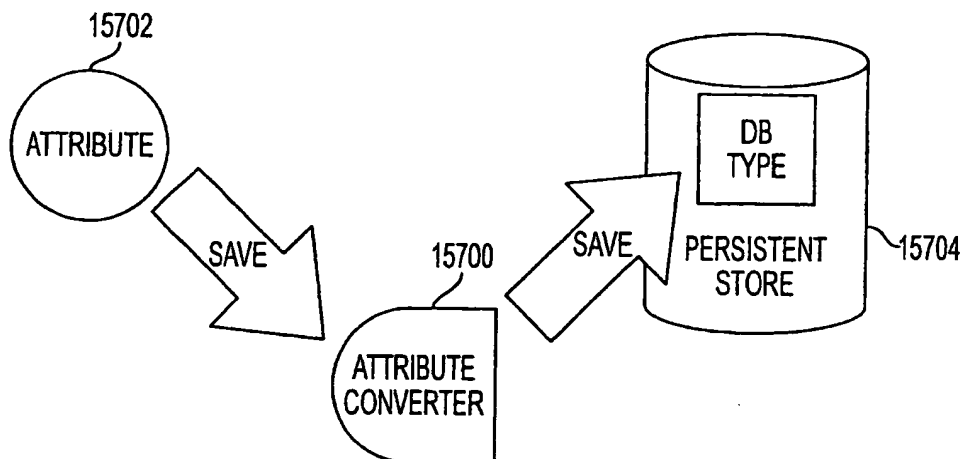 15702
ATTRIBUTE
SAVE
15700
ATTRIBUTE
CONVERTER
SAVE
DB
TYPE
PERSISTENT
STORE
15704